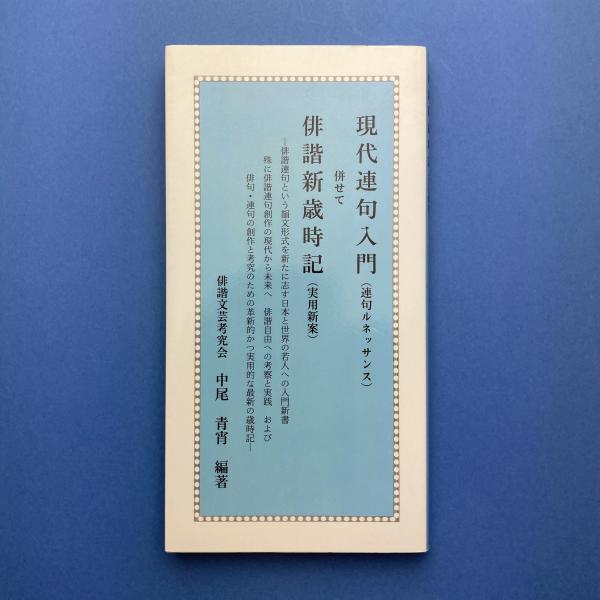 現代連句入門（連句ルネッサンス）
併せて
俳諧新歳時記（実用新案）
―俳諧連句という韻文形式を新たに志す日本と世界の若人への入門新書
殊に俳諧連句創作の現代から未来へ 俳諧自由への考察と実践 および
俳句・連句の創作と考究のための革新的かつ実用的な最新の歳時記―
俳諧文芸考究会 中尾 青宵 編著